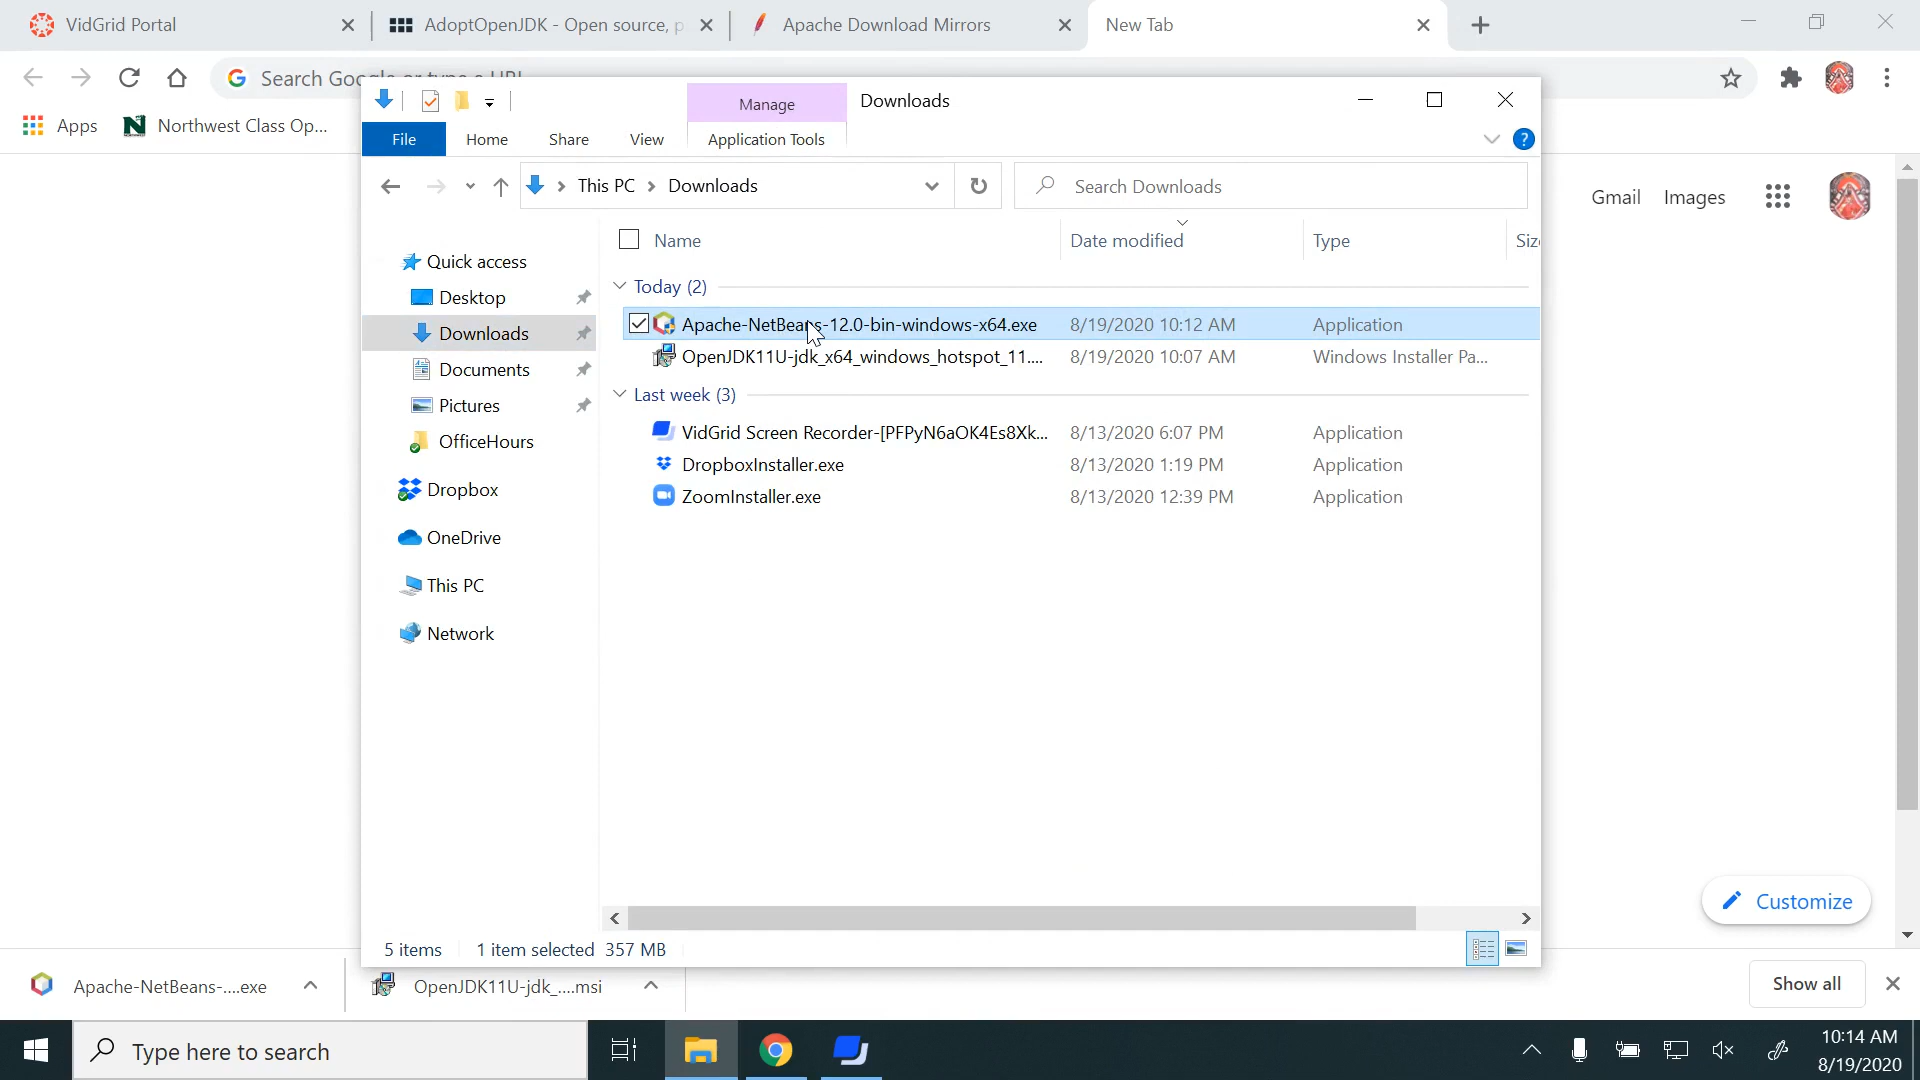 VidGrid Portal
AdoptOpenJDK - Open source, p
Apache Download Mirrors
New Tab
Apps
Northwest Class Op...
Manage
Downloads
File
Home
Share
View
Application Tools
This PC
Downloads
Search Downloads
Gmail
Images
Name
Date modified
Type
Quick access
Desktop
Downloads
Documents
Pictures
OfficeHours
Dropbox
OneDrive
This PC
Network
Today (2)
Apache-NetBeans-12.0-bin-windows-x64.exe 8/19/2020 10:12 AM Application
OpenJDK11U-jdk_x64_windows_hotspot_11.... 8/19/2020 10:07 AM Windows Installer Pa...
Last week (3)
VidGrid Screen Recorder-[PFPyN6aOK4Es8Xk... 8/13/2020 6:07 PM Application
DropboxInstaller.exe 8/13/2020 1:19 PM Application
ZoomInstaller.exe 8/13/2020 12:39 PM Application
Customize
5 items
1 item selected 357 MB
Apache-NetBeans-....exe
OpenJDK11U-jdk_....msi
Show all
Type here to search
10:14 AM
8/19/2020